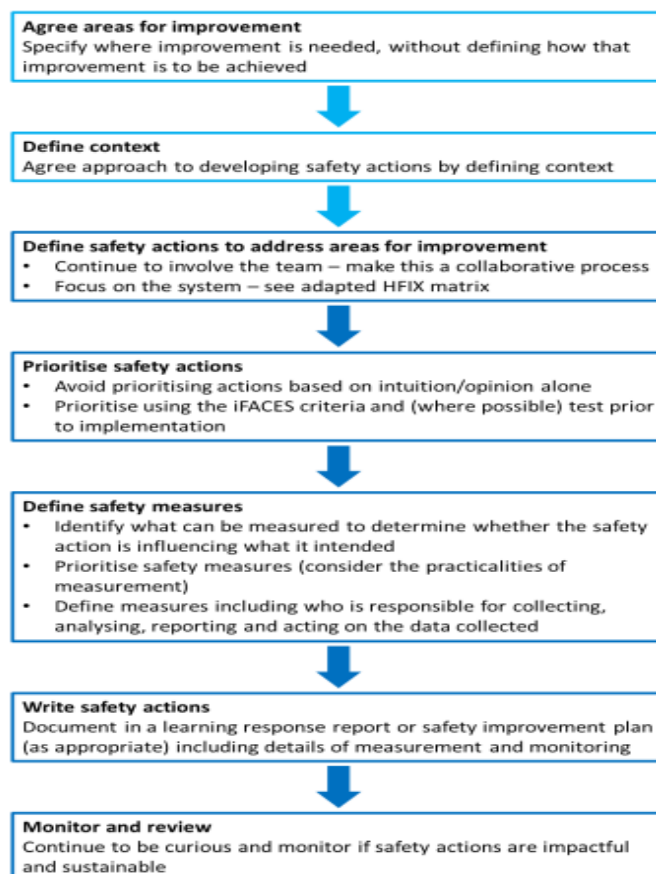 Agree areas for improvement
Specify where improvement is needed, without defining how that
improvement is to be achieved
Define context
Agree approach to developing safety actions by defining context
Define safety actions to address areas for improvement
• Continue to involve the team – make this a collaborative process
• Focus on the system – see adapted HFIX matrix
Prioritise safety actions
• Avoid prioritising actions based on intuition/opinion alone
• Prioritise using the iFACES criteria and (where possible) test prior
to implementation
Define safety measures
• Identify what can be measured to determine whether the safety
action is influencing what it intended
• Prioritise safety measures (consider the practicalities of
measurement)
• Define measures including who is responsible for collecting,
analysing, reporting and acting on the data collected
Write safety actions
Document in a learning response report or safety improvement plan
(as appropriate) including details of measurement and monitoring
Monitor and review
Continue to be curious and monitor if safety actions are impactful
and sustainable